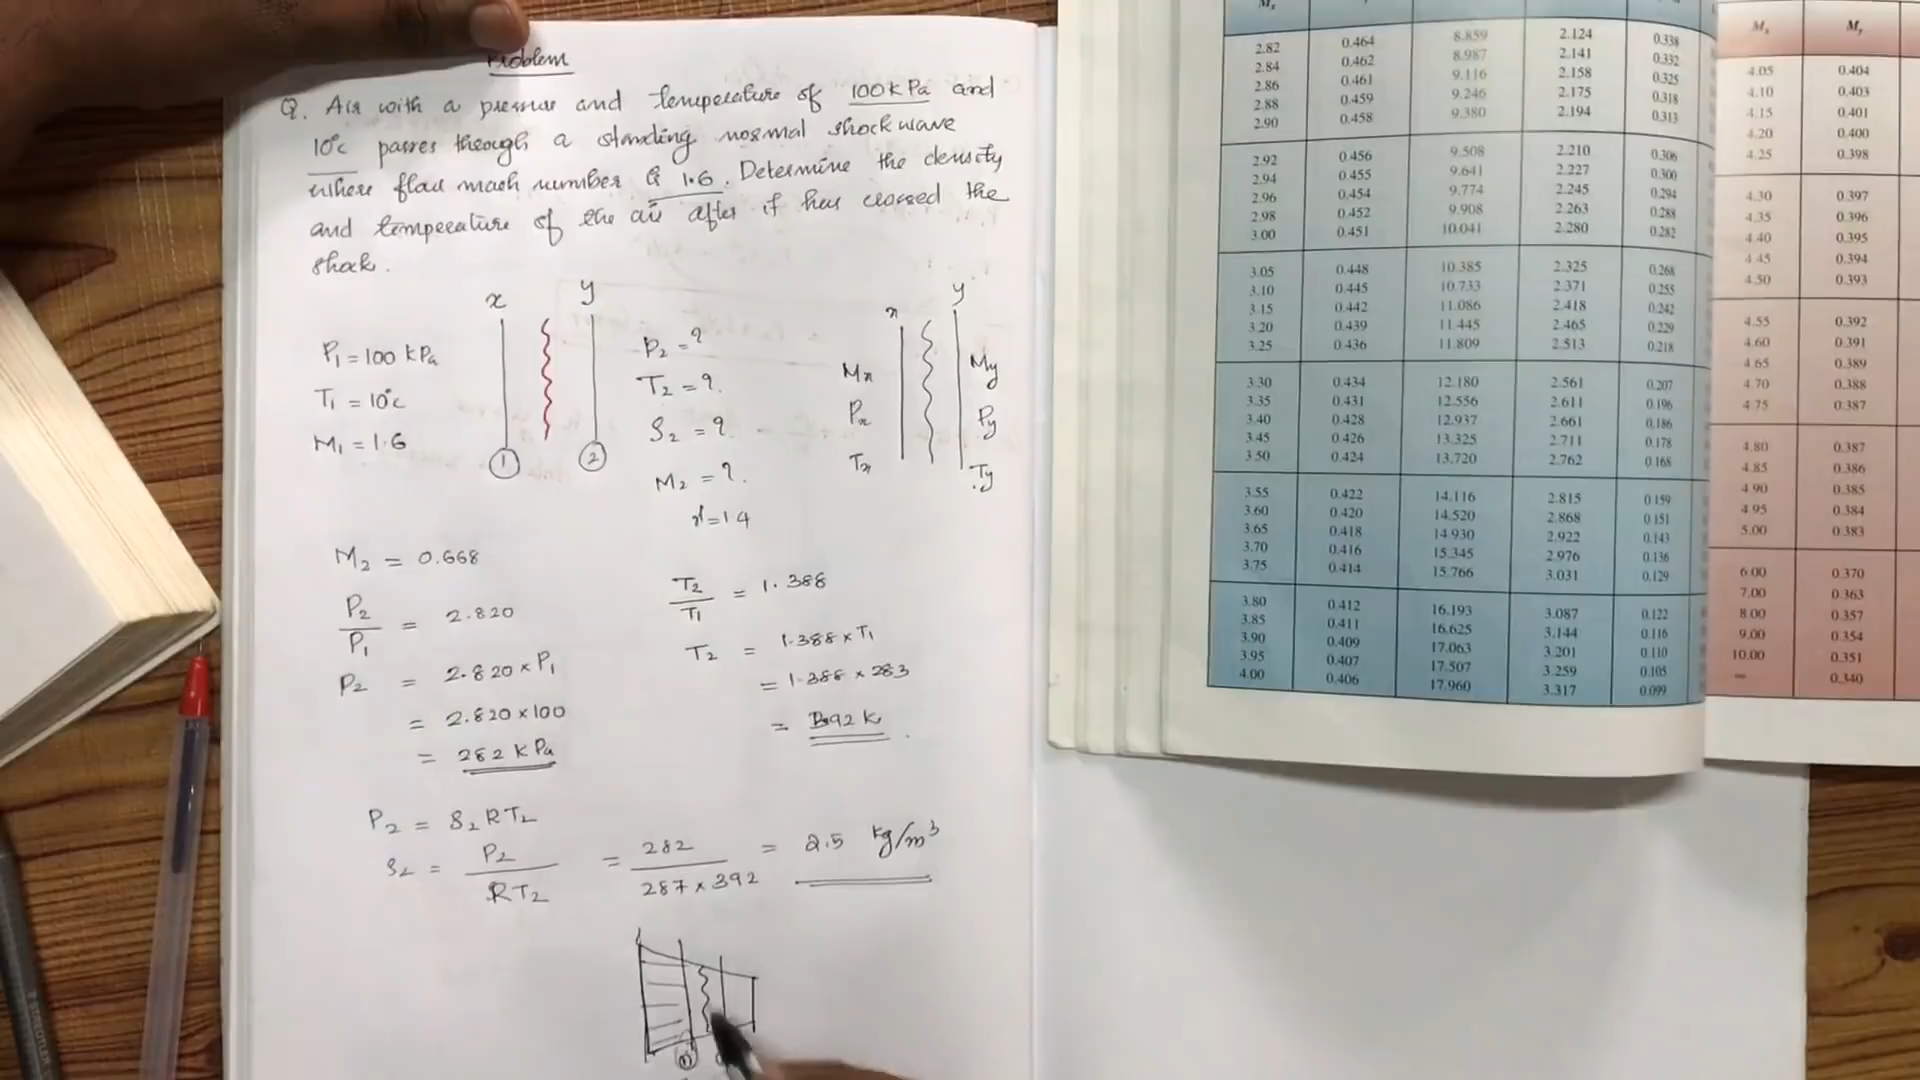 Problem
Q. Air with a pressure and temperature of 100 kPa and
10°c passes through a standing normal shock wave
where flow mach number is 1.6. Determine the density
and temperature of the air after it has crossed the
shock.
x y
P1 = 100 kPa
T1 = 10°c
M1 = 1.6
1 2
P2 = ?
T2 = ?
ρ2 = ?
M2 = ?
γ = 1.4
x y
Mx My
Px Py
Tx Ty
M2 = 0.668
P2/P1 = 2.820
P2 = 2.820 × P1
= 2.820 × 100
= 282 kPa
T2/T1 = 1.388
T2 = 1.388 × T1
= 1.388 × 283
= 392 K
P2 = ρ2 RT2
ρ2 = P2/RT2 = 282/287 × 392 = 2.5 kg/m³
1
2.82 0.464 8.859 2.124 0.338
2.84 0.462 8.987 2.141 0.332
2.86 0.461 9.116 2.158 0.325
2.88 0.459 9.246 2.175 0.318
2.90 0.458 9.380 2.194 0.313
2.92 0.456 9.508 2.210 0.306
2.94 0.455 9.641 2.227 0.300
2.96 0.454 9.774 2.245 0.294
2.98 0.452 9.908 2.263 0.288
3.00 0.451 10.041 2.280 0.282
3.05 0.448 10.385 2.325 0.268
3.10 0.445 10.733 2.371 0.255
3.15 0.442 11.086 2.418 0.242
3.20 0.439 11.445 2.465 0.229
3.25 0.436 11.809 2.513 0.218
3.30 0.434 12.180 2.561 0.207
3.35 0.431 12.556 2.611 0.196
3.40 0.428 12.937 2.661 0.186
3.45 0.426 13.325 2.711 0.178
3.50 0.424 13.720 2.762 0.168
3.55 0.422 14.116 2.815 0.159
3.60 0.420 14.520 2.868 0.151
3.65 0.418 14.930 2.922 0.143
3.70 0.416 15.345 2.976 0.136
3.75 0.414 15.766 3.031 0.129
3.80 0.412 16.193 3.087 0.122
3.85 0.411 16.625 3.144 0.116
3.90 0.409 17.063 3.201 0.110
3.95 0.407 17.507 3.259 0.105
4.00 0.406 17.960 3.317 0.099
Mx My
4.05 0.404
4.10 0.403
4.15 0.401
4.20 0.400
4.25 0.398
4.30 0.397
4.35 0.396
4.40 0.395
4.45 0.394
4.50 0.393
4.55 0.392
4.60 0.391
4.65 0.389
4.70 0.388
4.75 0.387
4.80 0.387
4.85 0.386
4.90 0.385
4.95 0.384
5.00 0.383
6.00 0.370
7.00 0.363
8.00 0.357
9.00 0.354
10.00 0.351
∞ 0.340